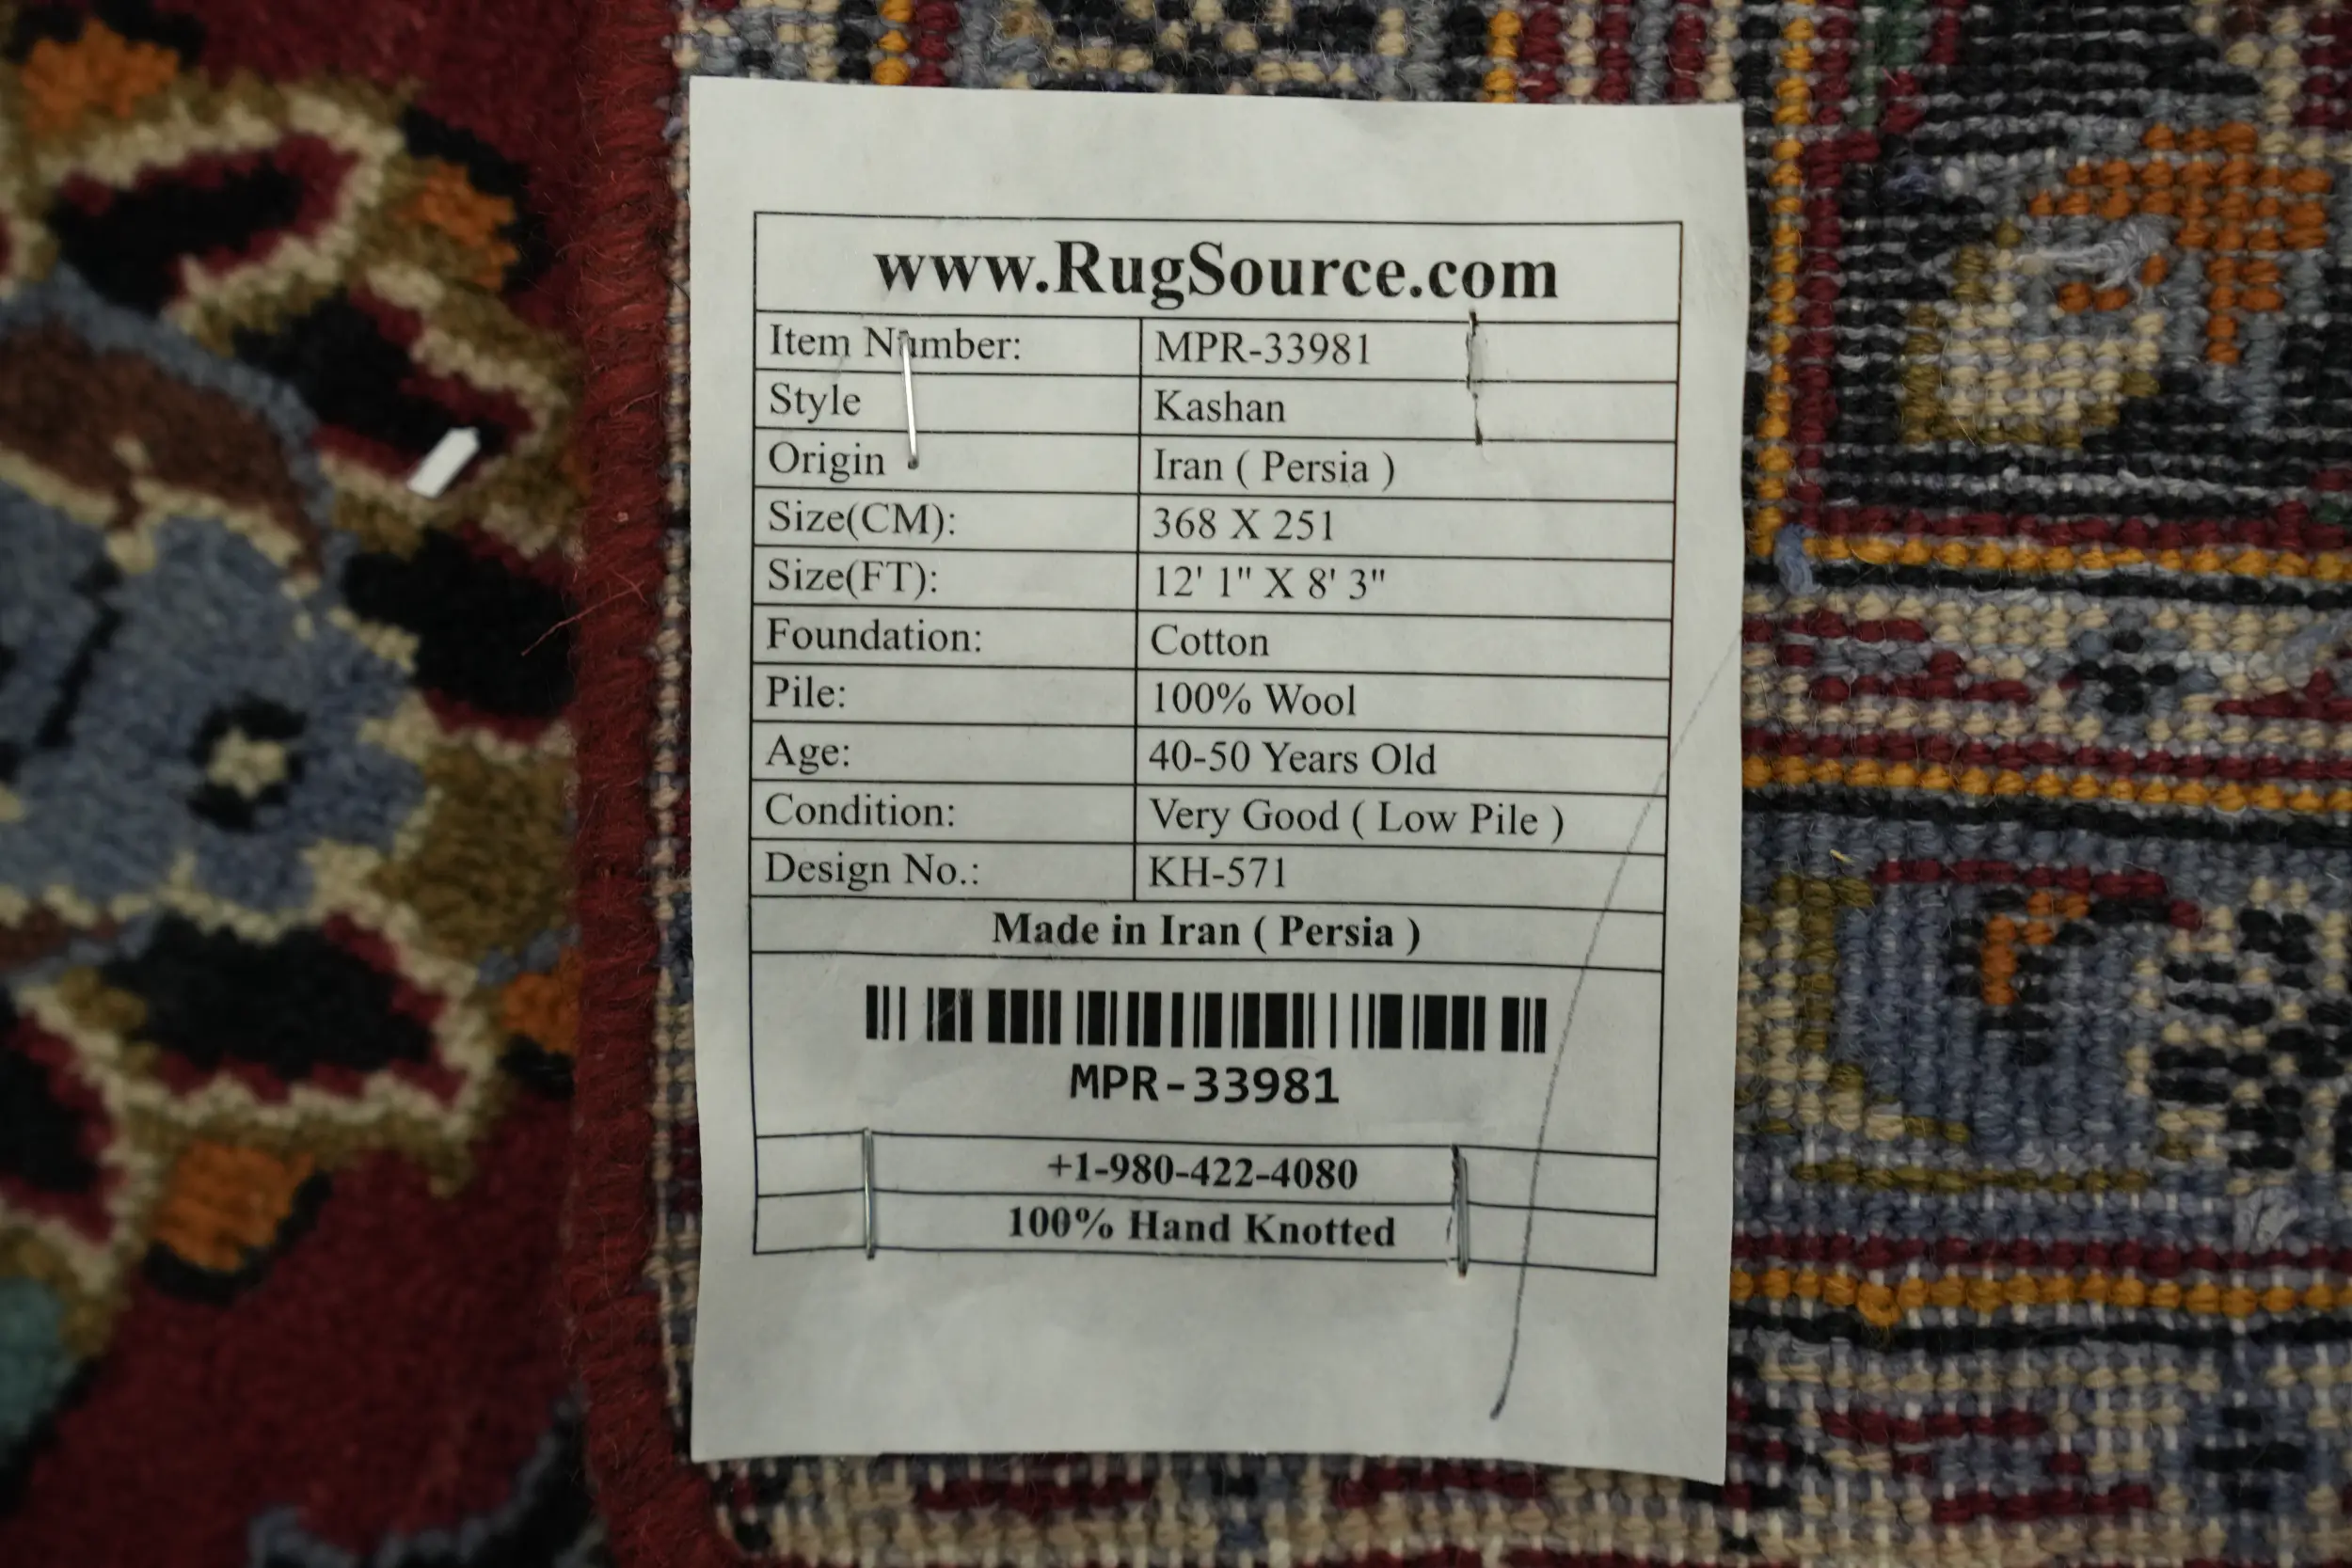 www.RugSource.com
Item Number: MPR-33981
Style Kashan
Origin Iran ( Persia )
Size(CM): 368 X 251
Size(FT): 12' 1" X 8' 3"
Foundation: Cotton
Pile: 100% Wool
Age: 40-50 Years Old
Condition: Very Good ( Low Pile )
Design No.: KH-571
Made in Iran ( Persia )
MPR-33981
+1-980-422-4080
100% Hand Knotted